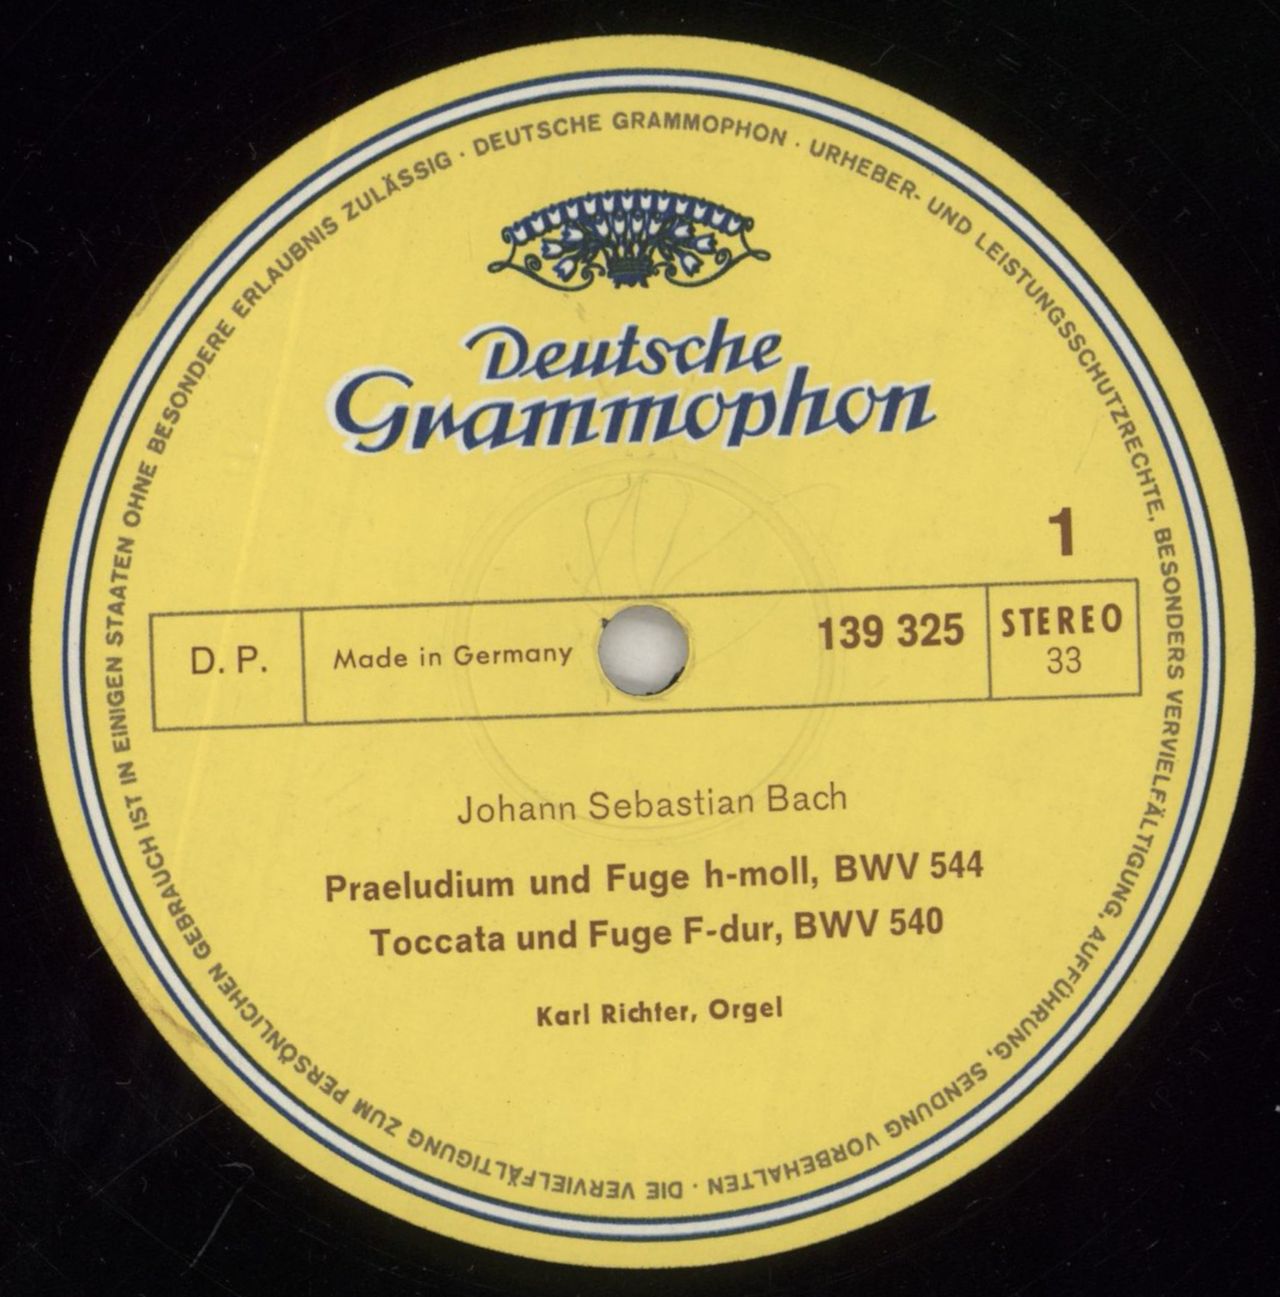 DEUTSCHE GRAMMOPHON · URHEBER- UND LEISTUNGSSCHUTZRECHTE, BESONDERS VERVIELFÄLTIGUNG, AUFFÜHRUNG, SENDUNG VORBEHALTEN · DIE VERVIELFÄLTIGUNG ZUM PERSÖNLICHEN GEBRAUCH IST IN EINIGEN STAATEN OHNE BESONDERE ERLAUBNIS ZULÄSSIG ·
Deutsche
Grammophon
1
D. P. Made in Germany 139 325 STEREO
33
Johann Sebastian Bach
Praeludium und Fuge h-moll, BWV 544
Toccata und Fuge F-dur, BWV 540
Karl Richter, Orgel